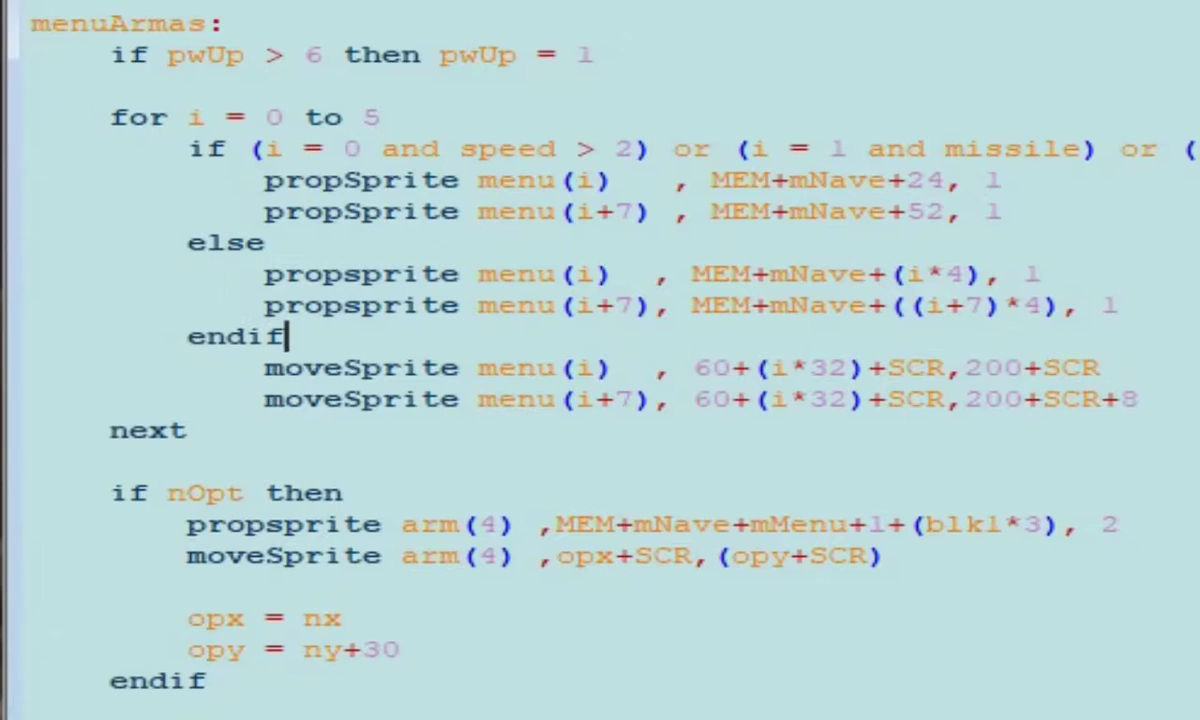 menuArmas:
if pwUp > 6 then pwUp = 1
for i = 0 to 5
if (i = 0 and speed > 2) or (i = 1 and missile) or (
propSprite menu(i) , MEM+mNave+24, 1
propSprite menu(i+7) , MEM+mNave+52, 1
else
propsprite menu(i) , MEM+mNave+(i*4), 1
propsprite menu(i+7), MEM+mNave+((i+7)*4), 1
endif
moveSprite menu(i) , 60+(i*32)+SCR,200+SCR
moveSprite menu(i+7), 60+(i*32)+SCR,200+SCR+8
next
if nOpt then
propsprite arm(4) ,MEM+mNave+mMenu+1+(blk1*3), 2
moveSprite arm(4) ,opx+SCR,(opy+SCR)
opx = nx
opy = ny+30
endif